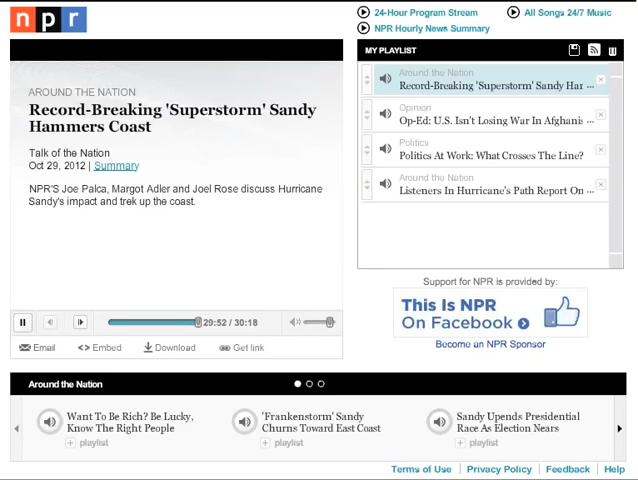 npr
24-Hour Program Stream
All Songs 24/7 Music
NPR Hourly News Summary
AROUND THE NATION
Record-Breaking 'Superstorm' Sandy
Hammers Coast
Talk of the Nation
Oct 29, 2012 | Summary
NPR'S Joe Palca, Margot Adler and Joel Rose discuss Hurricane
Sandy's impact and trek up the coast.
29:52 / 30:18
Email
Embed
Download
Get link
MY PLAYLIST
Around the Nation
Record-Breaking 'Superstorm' Sandy Har ...
Opinion
Op-Ed: U.S. Isn't Losing War In Afghanis ...
Politics
Politics At Work: What Crosses The Line?
Around the Nation
Listeners In Hurricane's Path Report On ...
Support for NPR is provided by:
This Is NPR
On Facebook
Become an NPR Sponsor
Around the Nation
Want To Be Rich? Be Lucky,
Know The Right People
playlist
'Frankenstorm' Sandy
Churns Toward East Coast
playlist
Sandy Upends Presidential
Race As Election Nears
playlist
Terms of Use | Privacy Policy | Feedback | Help